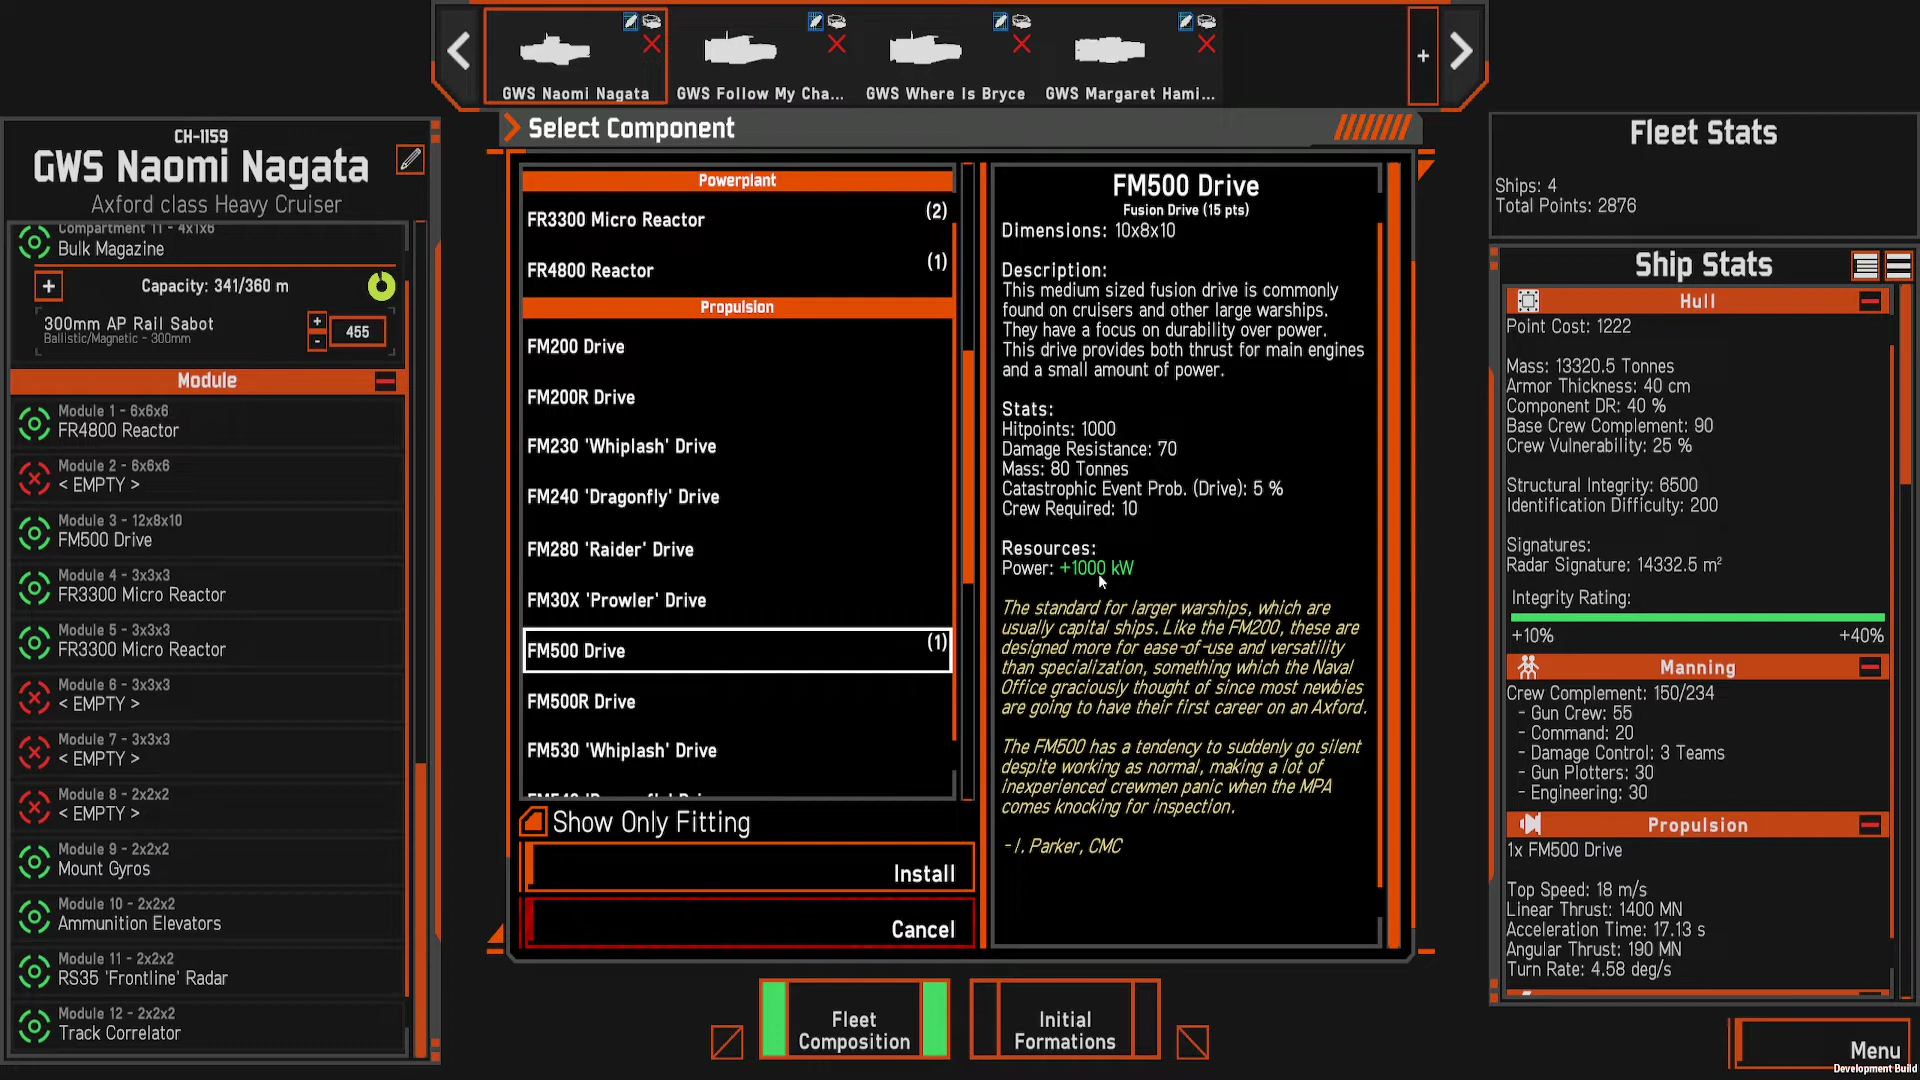 GWS Naomi Nagata
GWS Follow My Cha...
GWS Where Is Bryce
GWS Margaret Hami...
+
CH-1159
GWS Naomi Nagata
Axford class Heavy Cruiser
Compartment 11 - 4x1x6
Bulk Magazine
+
Capacity: 341/360 m
300mm AP Rail Sabot
Ballistic/Magnetic - 300mm
+
-
455
Module
Module 1 - 6x6x6
FR4800 Reactor
Module 2 - 6x6x6
< EMPTY >
Module 3 - 12x8x10
FM500 Drive
Module 4 - 3x3x3
FR3300 Micro Reactor
Module 5 - 3x3x3
FR3300 Micro Reactor
Module 6 - 3x3x3
< EMPTY >
Module 7 - 3x3x3
< EMPTY >
Module 8 - 2x2x2
< EMPTY >
Module 9 - 2x2x2
Mount Gyros
Module 10 - 2x2x2
Ammunition Elevators
Module 11 - 2x2x2
RS35 'Frontline' Radar
Module 12 - 2x2x2
Track Correlator
Select Component
Powerplant
FR3300 Micro Reactor (2)
FR4800 Reactor (1)
Propulsion
FM200 Drive
FM200R Drive
FM230 'Whiplash' Drive
FM240 'Dragonfly' Drive
FM280 'Raider' Drive
FM30X 'Prowler' Drive
FM500 Drive (1)
FM500R Drive
FM530 'Whiplash' Drive
Show Only Fitting
Install
Cancel
FM500 Drive
Fusion Drive (15 pts)
Dimensions: 10x8x10
Description:
This medium sized fusion drive is commonly
found on cruisers and other large warships.
They have a focus on durability over power.
This drive provides both thrust for main engines
and a small amount of power.
Stats:
Hitpoints: 1000
Damage Resistance: 70
Mass: 80 Tonnes
Catastrophic Event Prob. (Drive): 5 %
Crew Required: 10
Resources:
Power: +1000 kW
The standard for larger warships, which are
usually capital ships. Like the FM200, these are
designed more for ease-of-use and versatility
than specialization, something which the Naval
Office graciously thought of since most newbies
are going to have their first career on an Axford.
The FM500 has a tendency to suddenly go silent
despite working as normal, making a lot of
inexperienced crewmen panic when the MPA
comes knocking for inspection.
- I. Parker, CMC
Fleet
Composition
Initial
Formations
Fleet Stats
Ships: 4
Total Points: 2876
Ship Stats
Hull
Point Cost: 1222
Mass: 13320.5 Tonnes
Armor Thickness: 40 cm
Component DR: 40 %
Base Crew Complement: 90
Crew Vulnerability: 25 %
Structural Integrity: 6500
Identification Difficulty: 200
Signatures:
Radar Signature: 14332.5 m²
Integrity Rating:
+10% +40%
Manning
Crew Complement: 150/234
- Gun Crew: 55
- Command: 20
- Damage Control: 3 Teams
- Gun Plotters: 30
- Engineering: 30
Propulsion
1x FM500 Drive
Top Speed: 18 m/s
Linear Thrust: 1400 MN
Acceleration Time: 17.13 s
Angular Thrust: 190 MN
Turn Rate: 4.58 deg/s
Menu
Development Build